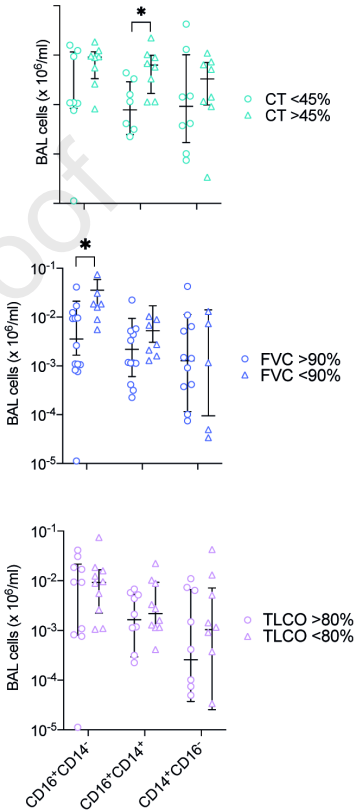 BAL cells (x 10⁶/ml)
*
CT <45%
CT >45%
BAL cells (x 10⁶/ml)
10⁻¹
10⁻²
10⁻³
10⁻⁴
10⁻⁵
*
FVC >90%
FVC <90%
BAL cells (x 10⁶/ml)
10⁻¹
10⁻²
10⁻³
10⁻⁴
10⁻⁵
TLCO >80%
TLCO <80%
CD16⁺CD14⁻
CD16⁺CD14⁺
CD14⁺CD16⁻
oof